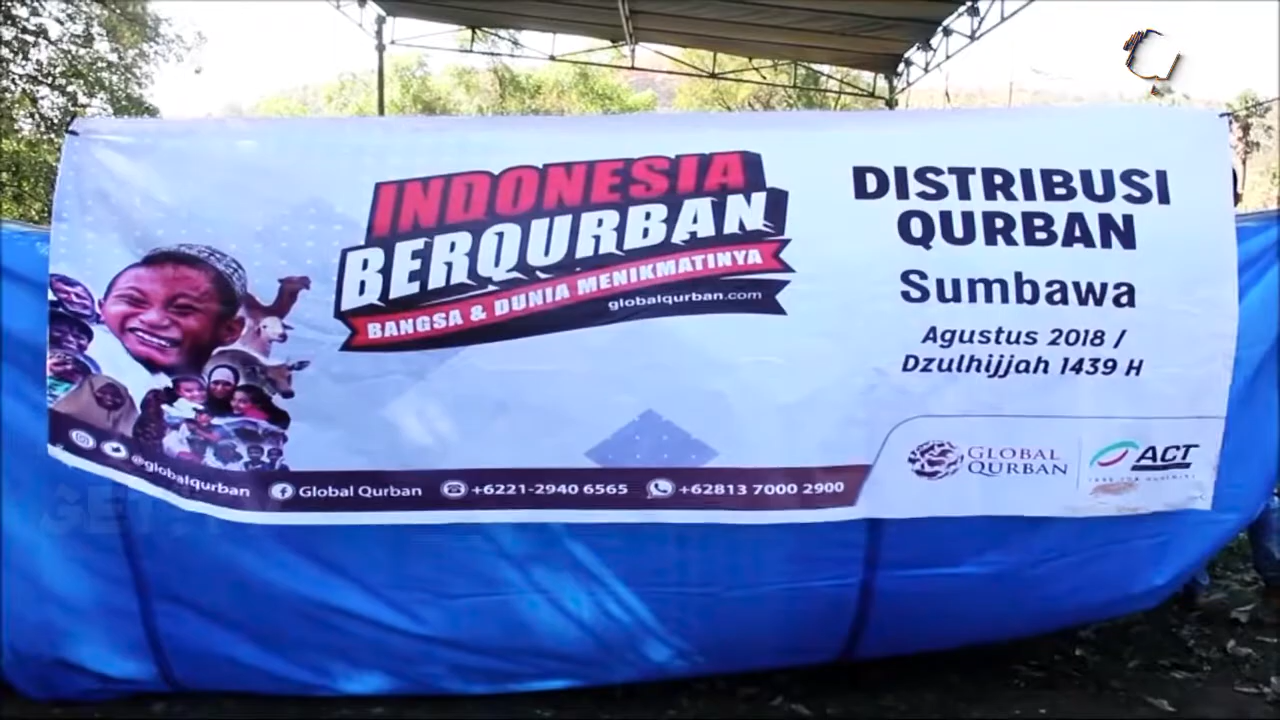 INDONESIA
BERQURBAN
BANGSA & DUNIA MENIKMATINYA
globalqurban.com
DISTRIBUSI
QURBAN
Sumbawa
Agustus 2018 /
Dzulhijjah 1439 H
@globalqurban
Global Qurban
+6221-2940 6565
+62813 7000 2900
GLOBAL
QURBAN
ACT